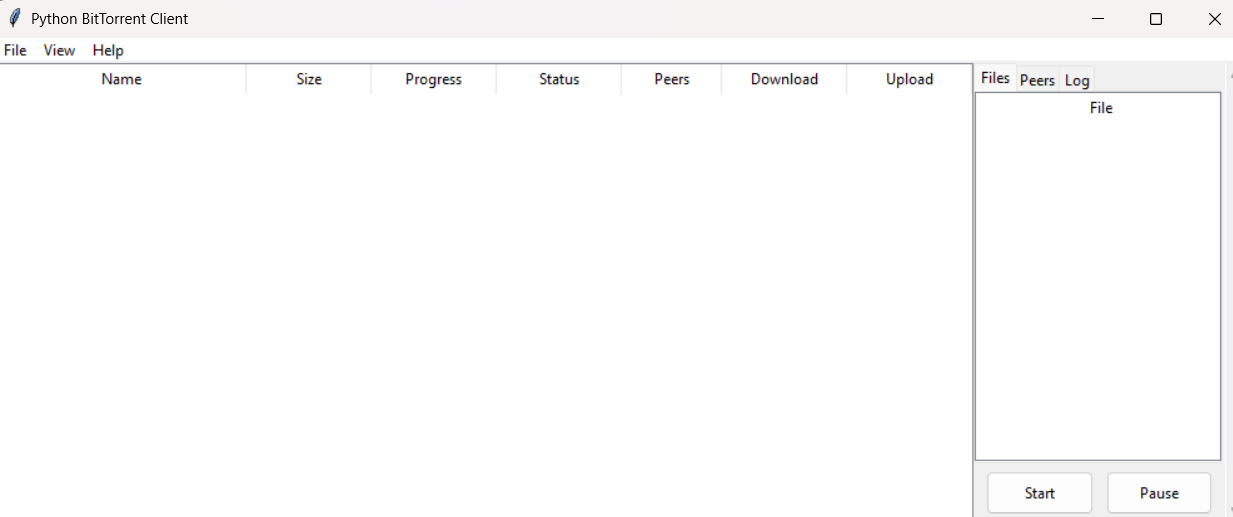 Python BitTorrent Client
File View Help
Name Size Progress Status Peers Download Upload
Files Peers Log
File
Start Pause